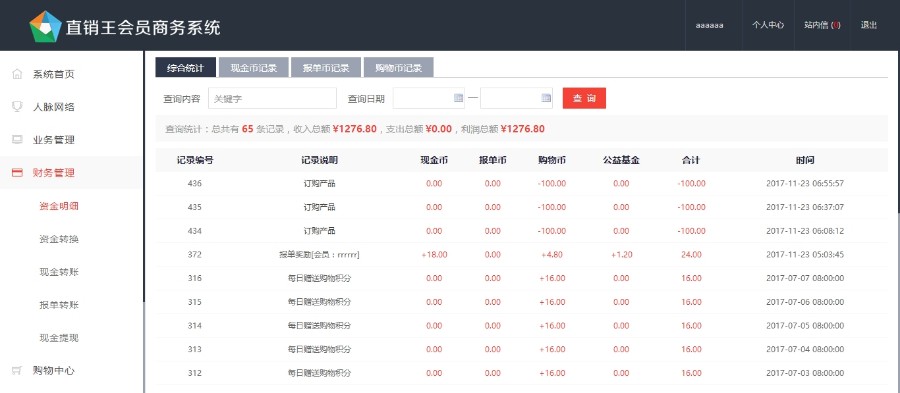 直销王会员商务系统
aaaaaa 个人中心 站内信 (0) 退出
系统首页
人脉网络
业务管理
财务管理
资金明细
资金转换
现金转账
报单转账
现金提现
购物中心
综合统计 现金币记录 报单币记录 购物币记录
查询内容 关键字 查询日期 — 查 询
查询统计：总共有 65 条记录，收入总额 ¥1276.80，支出总额 ¥0.00，利润总额 ¥1276.80
记录编号 记录说明 现金币 报单币 购物币 公益基金 合计 时间
436 订购产品 0.00 0.00 -100.00 0.00 -100.00 2017-11-23 06:55:57
435 订购产品 0.00 0.00 -100.00 0.00 -100.00 2017-11-23 06:37:07
434 订购产品 0.00 0.00 -100.00 0.00 -100.00 2017-11-23 06:08:12
372 报单奖励[会员：rrrrrr] +18.00 0.00 +4.80 +1.20 24.00 2017-11-23 05:03:45
316 每日赠送购物积分 0.00 0.00 +16.00 0.00 16.00 2017-07-07 08:00:00
315 每日赠送购物积分 0.00 0.00 +16.00 0.00 16.00 2017-07-06 08:00:00
314 每日赠送购物积分 0.00 0.00 +16.00 0.00 16.00 2017-07-05 08:00:00
313 每日赠送购物积分 0.00 0.00 +16.00 0.00 16.00 2017-07-04 08:00:00
312 每日赠送购物积分 0.00 0.00 +16.00 0.00 16.00 2017-07-03 08:00:00